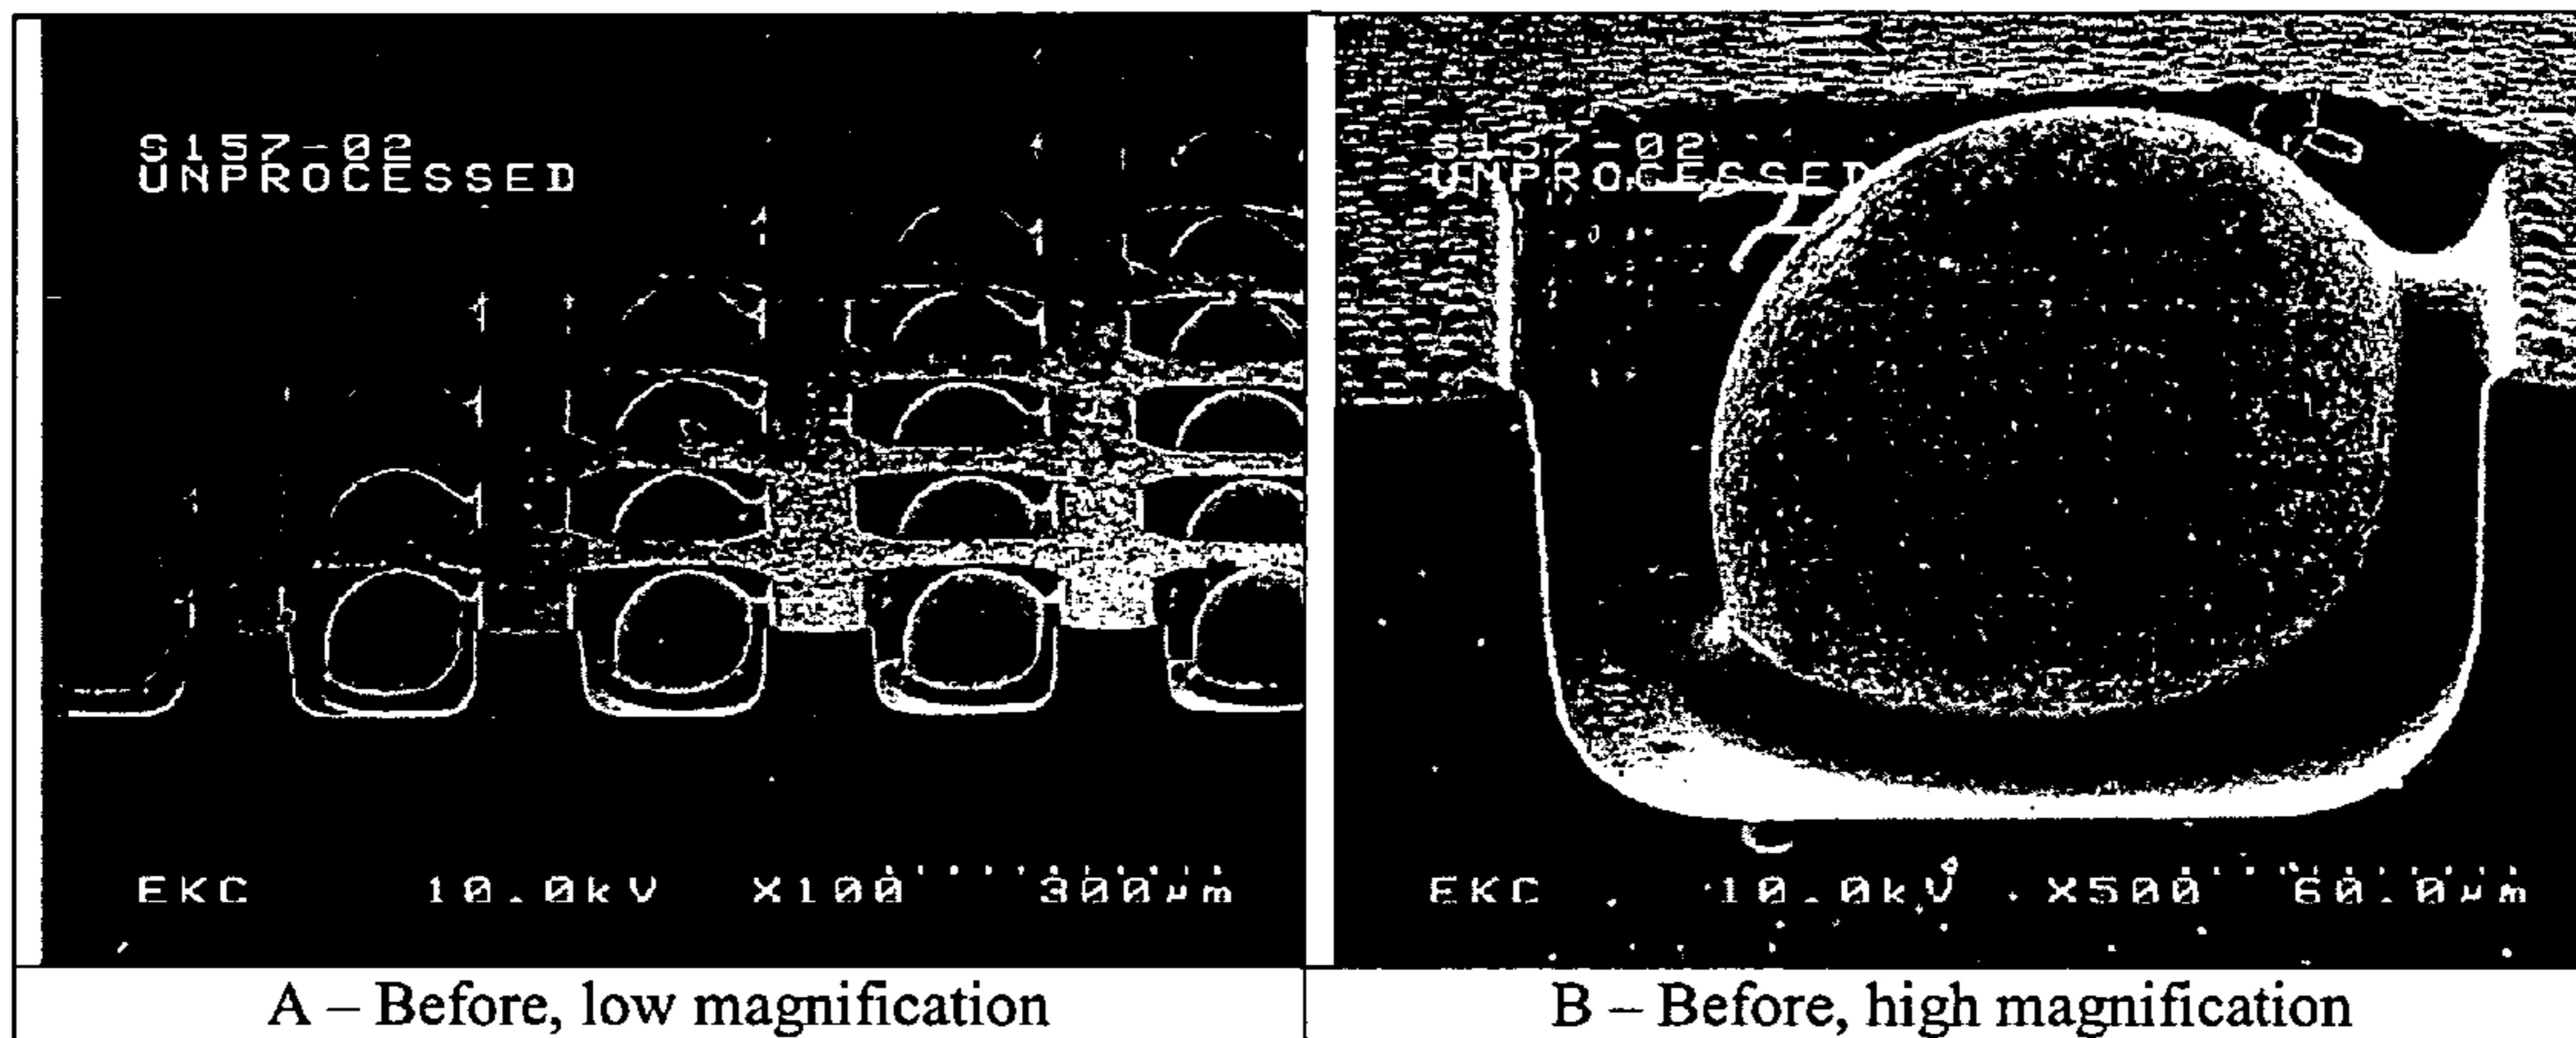 S157-02
UNPROCESSED
EKC 10.0kV X100 300µm
A – Before, low magnification
S157-02
UNPROCESSED
EKC 10.0kV X500 60.0µm
B – Before, high magnification